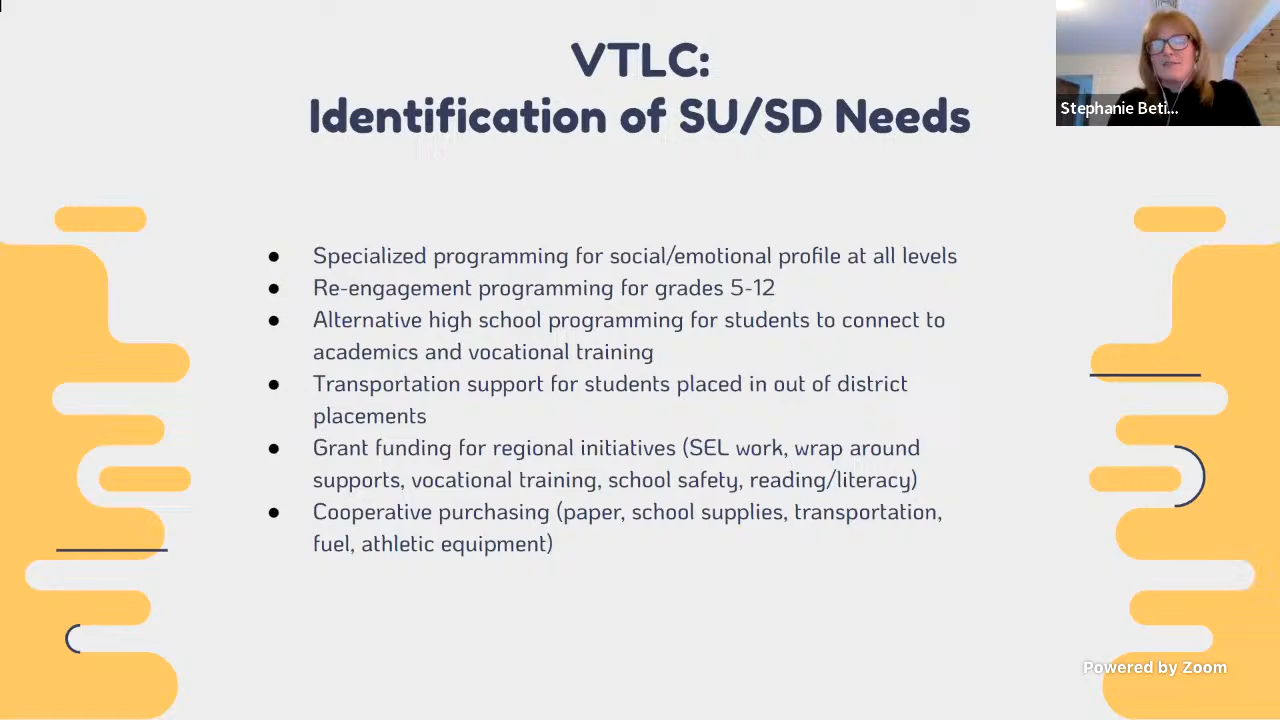 VTLC:
Identification of SU/SD Needs
Stephanie Beti...
● Specialized programming for social/emotional profile at all levels
● Re-engagement programming for grades 5-12
● Alternative high school programming for students to connect to
academics and vocational training
● Transportation support for students placed in out of district
placements
● Grant funding for regional initiatives (SEL work, wrap around
supports, vocational training, school safety, reading/literacy)
● Cooperative purchasing (paper, school supplies, transportation,
fuel, athletic equipment)
Powered by Zoom